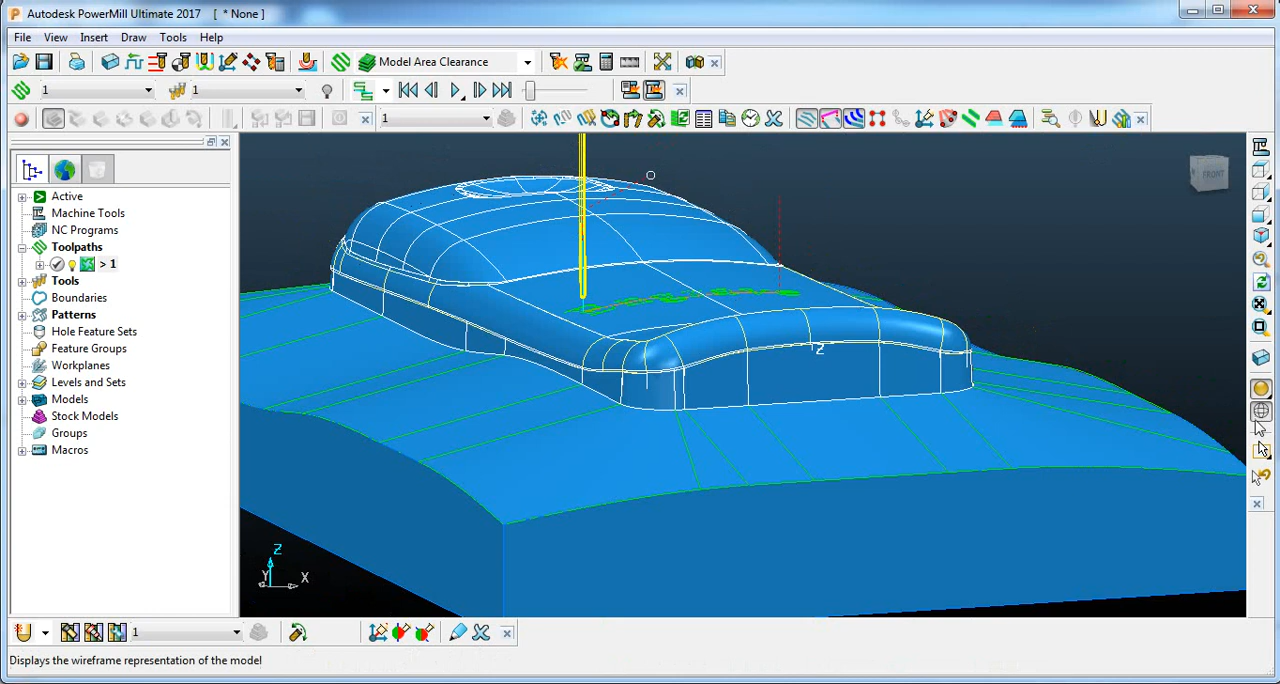 Autodesk PowerMill Ultimate 2017 [ * None ]
File View Insert Draw Tools Help
Model Area Clearance
1 1
1
Active
Machine Tools
NC Programs
Toolpaths
> 1
Tools
Boundaries
Patterns
Hole Feature Sets
Feature Groups
Workplanes
Levels and Sets
Models
Stock Models
Groups
Macros
FRONT
Z
Z
Y X
1
Displays the wireframe representation of the model